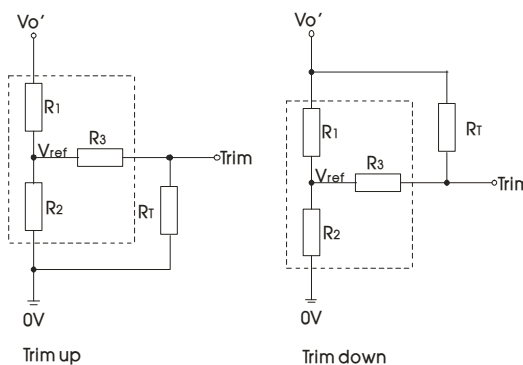 Vo'
R1
R3
Vref
Trim
R2
RT
0V
Trim up
Vo'
R1
RT
R3
Vref
Trim
R2
0V
Trim down